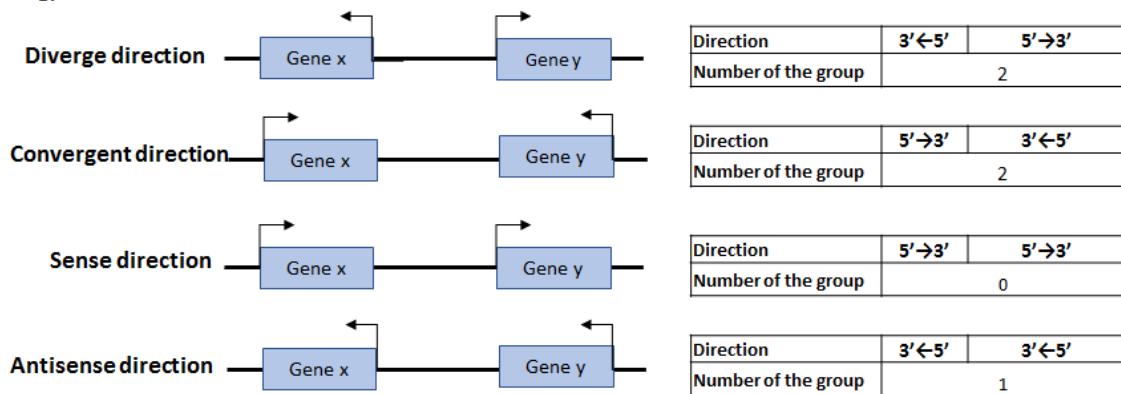 Diverge direction
Gene x
Gene y
Direction 3’←5’ 5’→3’
Number of the group 2
Convergent direction
Gene x
Gene y
Direction 5’→3’ 3’←5’
Number of the group 2
Sense direction
Gene x
Gene y
Direction 5’→3’ 5’→3’
Number of the group 0
Antisense direction
Gene x
Gene y
Direction 3’←5’ 3’←5’
Number of the group 1